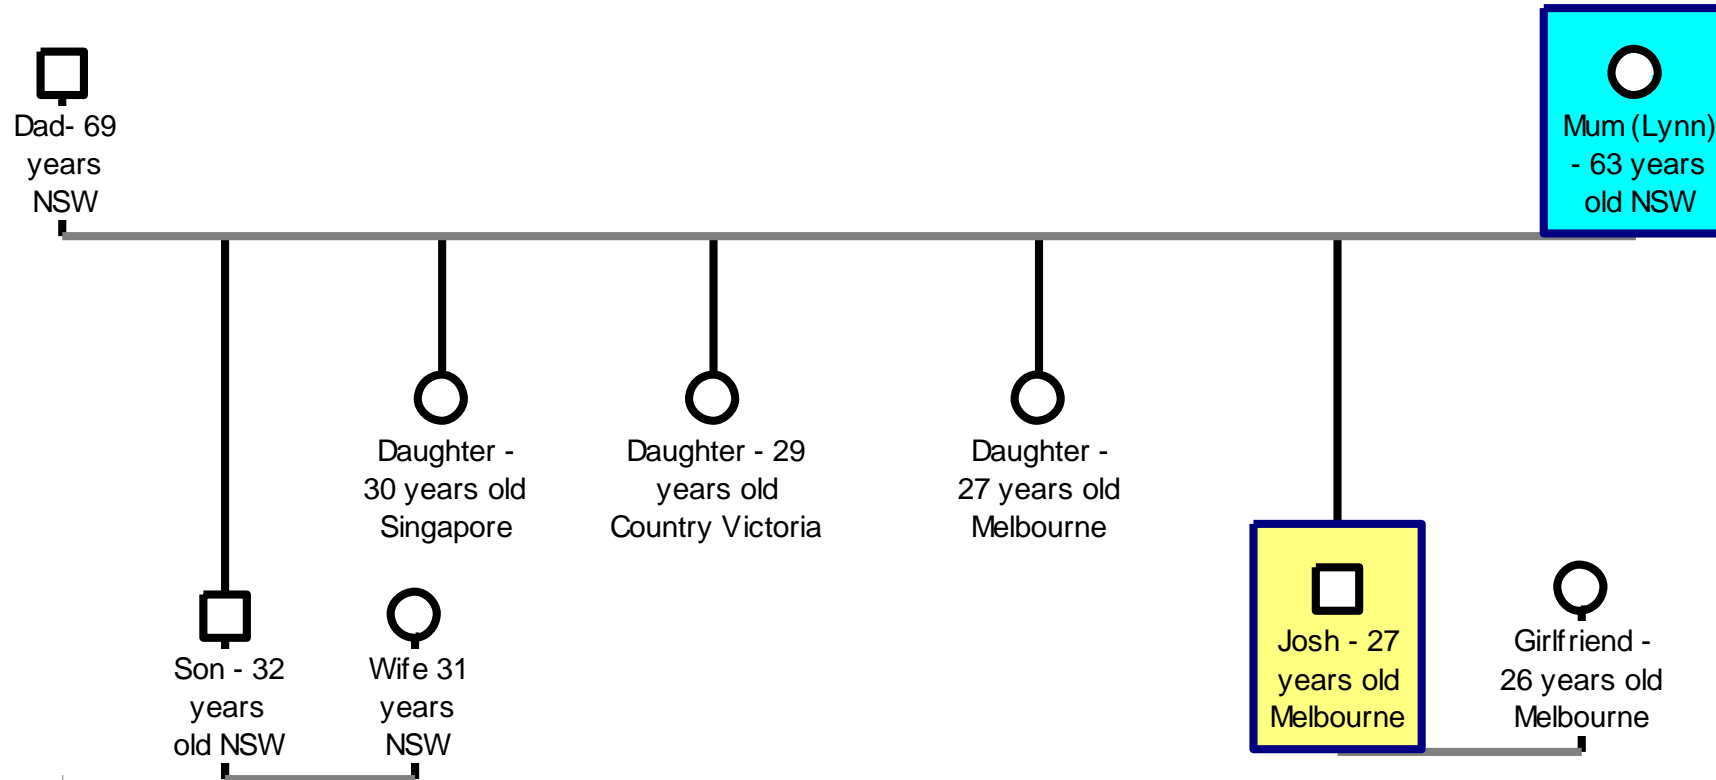 Dad- 69
years
NSW
Mum (Lynn)
- 63 years
old NSW
Daughter -
30 years old
Singapore
Daughter - 29
years old
Country Victoria
Daughter -
27 years old
Melbourne
Son - 32
years
old NSW
Wife 31
years
NSW
Josh - 27
years old
Melbourne
Girlfriend -
26 years old
Melbourne